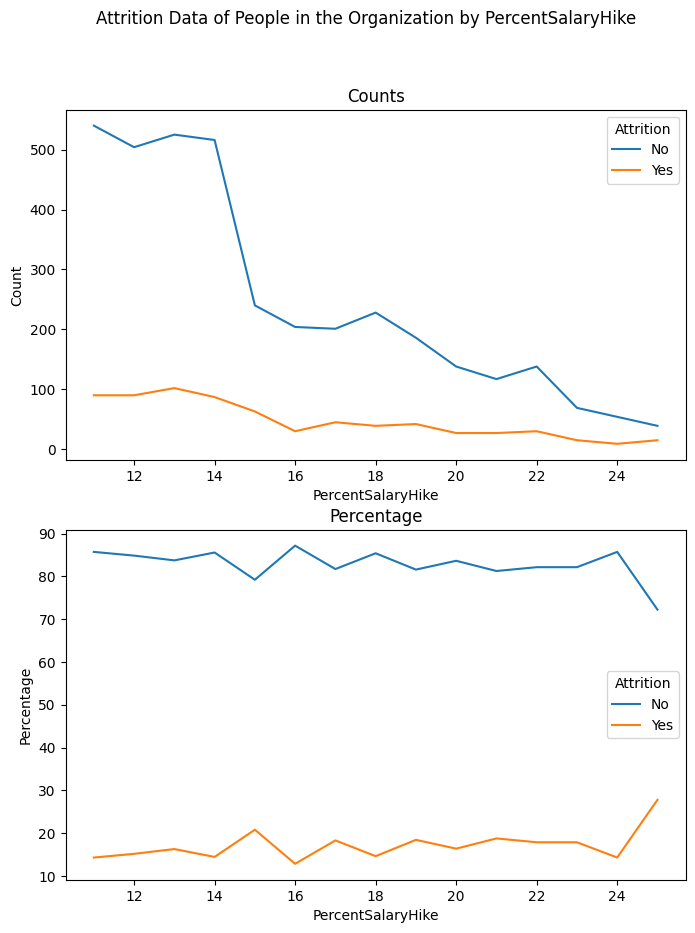 Attrition Data of People in the Organization by PercentSalaryHike
Counts
Attrition
No
Yes
500
400
300
200
100
0
Count
12 14 16 18 20 22 24
PercentSalaryHike
Percentage
90
80
70
60
50
40
30
20
10
Percentage
Attrition
No
Yes
12 14 16 18 20 22 24
PercentSalaryHike